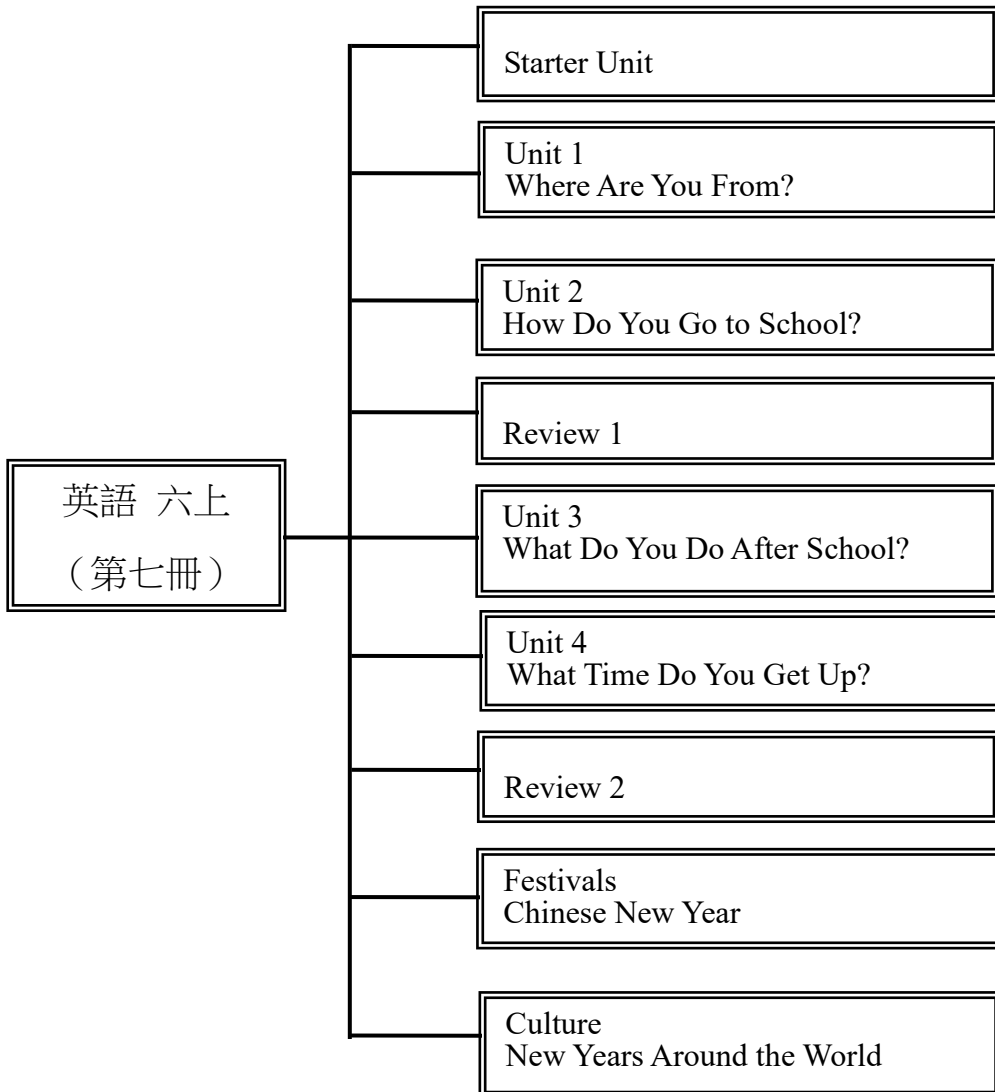 英語 六上
（第七冊）
Starter Unit
Unit 1
Where Are You From?
Unit 2
How Do You Go to School?
Review 1
Unit 3
What Do You Do After School?
Unit 4
What Time Do You Get Up?
Review 2
Festivals
Chinese New Year
Culture
New Years Around the World